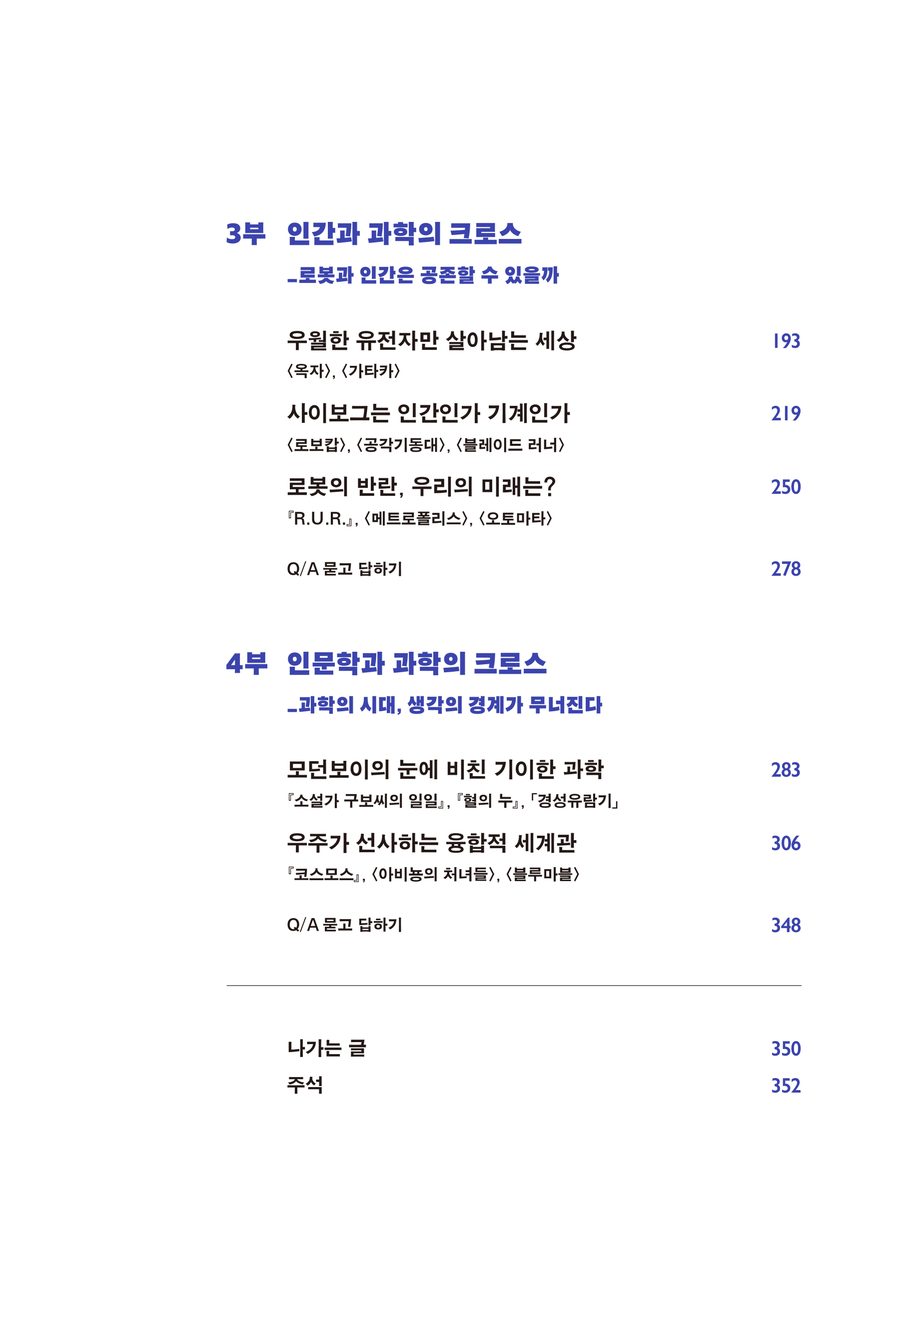 3부 인간과 과학의 크로스
_로봇과 인간은 공존할 수 있을까
우월한 유전자만 살아남는 세상 193
〈옥자〉, 〈가타카〉
사이보그는 인간인가 기계인가 219
〈로보캅〉, 〈공각기동대〉, 〈블레이드 러너〉
로봇의 반란, 우리의 미래는? 250
『R.U.R.』, 〈메트로폴리스〉, 〈오토마타〉
Q/A 묻고 답하기 278
4부 인문학과 과학의 크로스
_과학의 시대, 생각의 경계가 무너진다
모던보이의 눈에 비친 기이한 과학 283
『소설가 구보씨의 일일』, 『혈의 누』, 「경성유람기」
우주가 선사하는 융합적 세계관 306
『코스모스』, 〈아비뇽의 처녀들〉, 〈블루마블〉
Q/A 묻고 답하기 348
나가는 글 350
주석 352